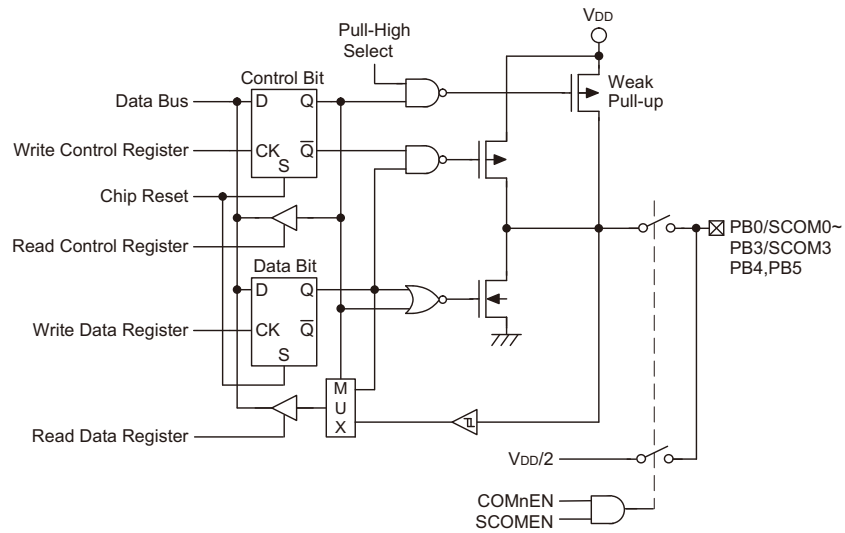 VDD
Pull-High
Select
Weak
Pull-up
Control Bit
Data Bus
D
Q
Write Control Register
CK
Q
S
Chip Reset
Read Control Register
PB0/SCOM0~
PB3/SCOM3
PB4,PB5
Data Bit
D
Q
Write Data Register
CK
Q
S
M
U
X
Read Data Register
VDD/2
COMnEN
SCOMEN